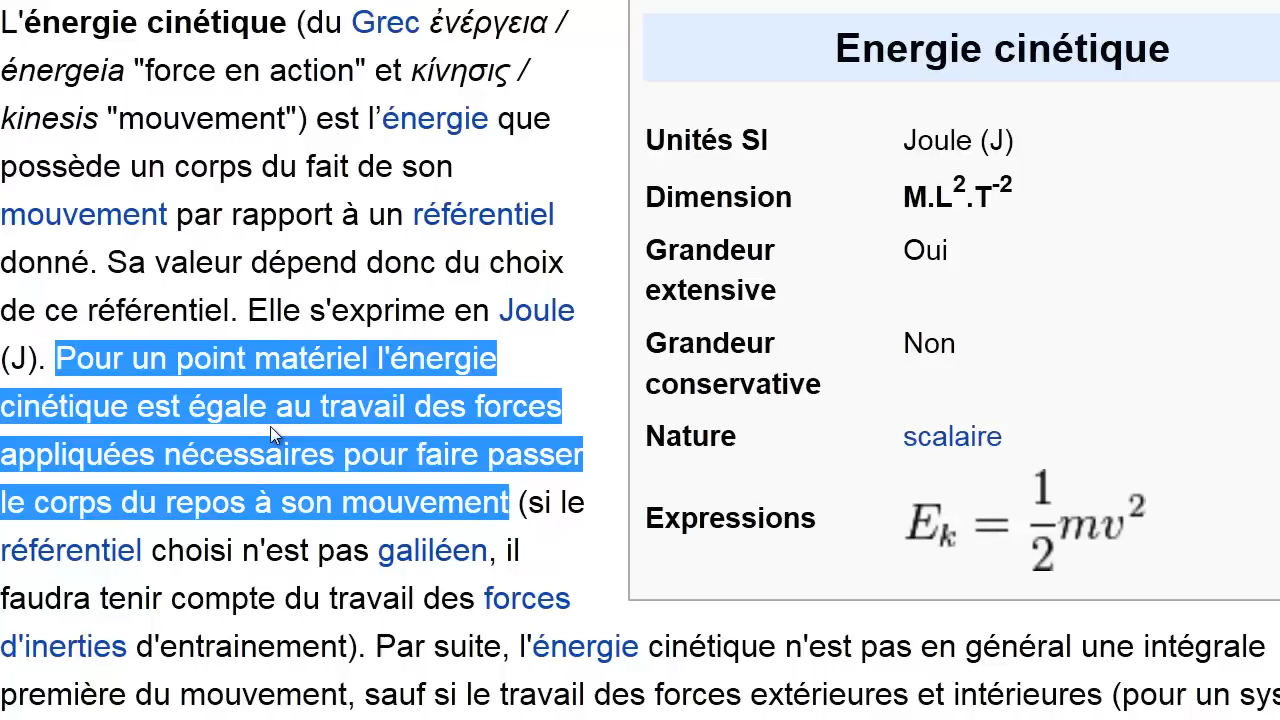 L'énergie cinétique (du Grec ἐνέργεια /
énergeia "force en action" et κίνησις /
kinesis "mouvement") est l’énergie que
possède un corps du fait de son
mouvement par rapport à un référentiel
donné. Sa valeur dépend donc du choix
de ce référentiel. Elle s'exprime en Joule
(J). Pour un point matériel l'énergie
cinétique est égale au travail des forces
appliquées nécessaires pour faire passer
le corps du repos à son mouvement (si le
référentiel choisi n'est pas galiléen, il
faudra tenir compte du travail des forces
d'inerties d'entrainement). Par suite, l'énergie cinétique n'est pas en général une intégrale
première du mouvement, sauf si le travail des forces extérieures et intérieures (pour un sys
Energie cinétique
Unités SI Joule (J)
Dimension M.L².T⁻²
Grandeur extensive Oui
Grandeur conservative Non
Nature scalaire
Expressions Eₖ = 1/2 mv²